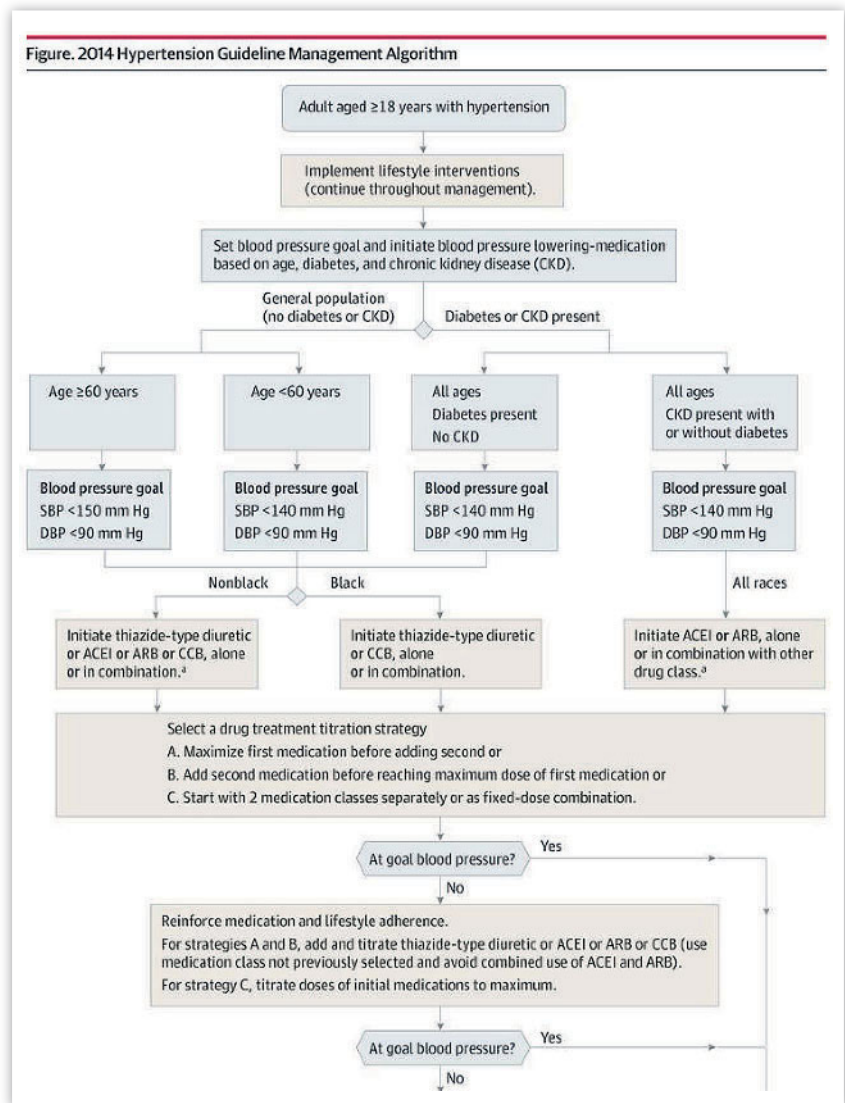 Figure. 2014 Hypertension Guideline Management Algorithm
Adult aged ≥18 years with hypertension
Implement lifestyle interventions
(continue throughout management).
Set blood pressure goal and initiate blood pressure lowering-medication
based on age, diabetes, and chronic kidney disease (CKD).
General population
(no diabetes or CKD)
Diabetes or CKD present
Age ≥60 years
Age <60 years
All ages
Diabetes present
No CKD
All ages
CKD present with
or without diabetes
Blood pressure goal
SBP <150 mm Hg
DBP <90 mm Hg
Blood pressure goal
SBP <140 mm Hg
DBP <90 mm Hg
Blood pressure goal
SBP <140 mm Hg
DBP <90 mm Hg
Blood pressure goal
SBP <140 mm Hg
DBP <90 mm Hg
Nonblack
Black
All races
Initiate thiazide-type diuretic
or ACEI or ARB or CCB, alone
or in combination.a
Initiate thiazide-type diuretic
or CCB, alone
or in combination.
Initiate ACEI or ARB, alone
or in combination with other
drug class.a
Select a drug treatment titration strategy
A. Maximize first medication before adding second or
B. Add second medication before reaching maximum dose of first medication or
C. Start with 2 medication classes separately or as fixed-dose combination.
At goal blood pressure?
Yes
No
Reinforce medication and lifestyle adherence.
For strategies A and B, add and titrate thiazide-type diuretic or ACEI or ARB or CCB (use
medication class not previously selected and avoid combined use of ACEI and ARB).
For strategy C, titrate doses of initial medications to maximum.
At goal blood pressure?
Yes
No